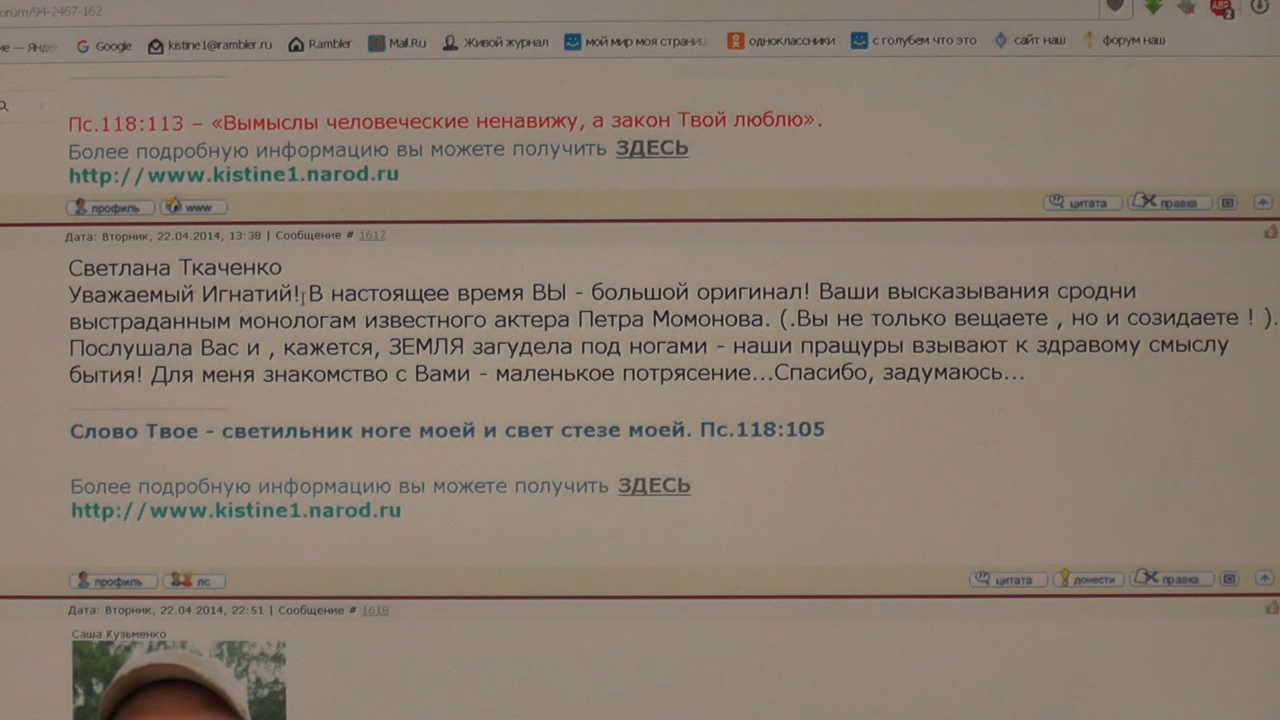 orum/94-2467-162
Google kistine1@rambler.ru Rambler Mail.Ru Живой журнал мой мир моя страниц одноклассники с голубем что это сайт наш форум наш
Пс.118:113 – «Вымыслы человеческие ненавижу, а закон Твой люблю».
Более подробную информацию вы можете получить ЗДЕСЬ
http://www.kistine1.narod.ru
профиль www цитата правка
Дата: Вторник, 22.04.2014, 13:38 | Сообщение # 1617
Светлана Ткаченко
Уважаемый Игнатий! В настоящее время ВЫ - большой оригинал! Ваши высказывания сродни
выстраданным монологам известного актера Петра Момонова. (.Вы не только вещаете , но и созидаете ! ).
Послушала Вас и , кажется, ЗЕМЛЯ загудела под ногами - наши пращуры взывают к здравому смыслу
бытия! Для меня знакомство с Вами - маленькое потрясение...Спасибо, задумаюсь...
Слово Твое - светильник ноге моей и свет стезе моей. Пс.118:105
Более подробную информацию вы можете получить ЗДЕСЬ
http://www.kistine1.narod.ru
профиль лс цитата донести правка
Дата: Вторник, 22.04.2014, 22:51 | Сообщение # 1618
Саша Кузьменко